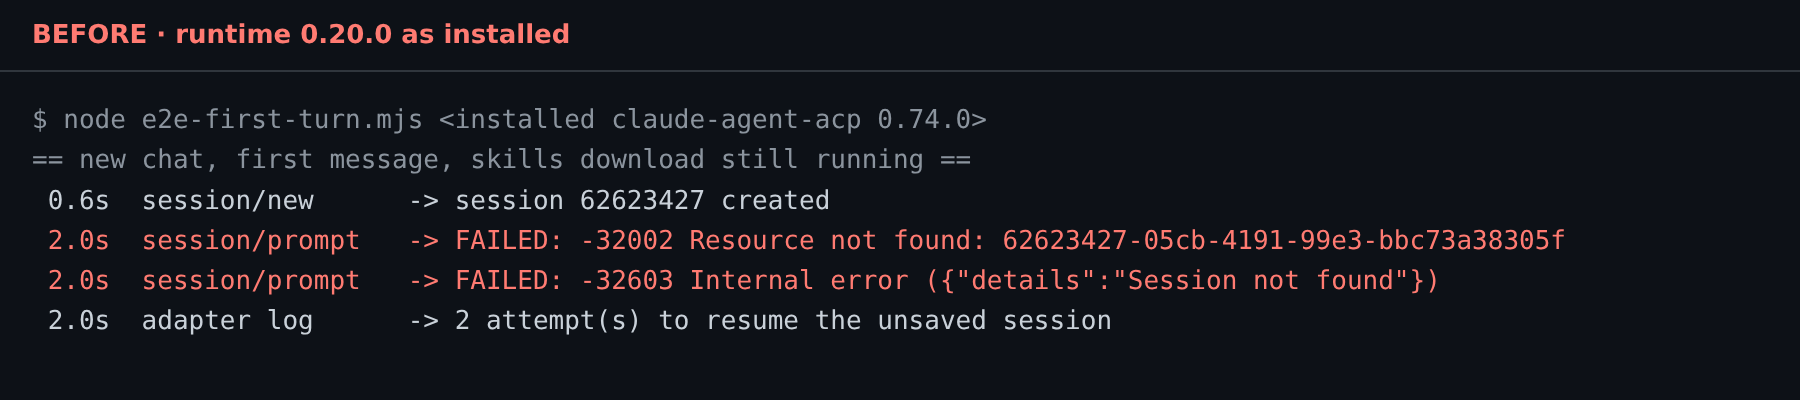 BEFORE · runtime 0.20.0 as installed
$ node e2e-first-turn.mjs <installed claude-agent-acp 0.74.0>
== new chat, first message, skills download still running ==
0.6s  session/new      -> session 62623427 created
2.0s  session/prompt   -> FAILED: -32002 Resource not found: 62623427-05cb-4191-99e3-bbc73a38305f
2.0s  session/prompt   -> FAILED: -32603 Internal error ({"details":"Session not found"})
2.0s  adapter log      -> 2 attempt(s) to resume the unsaved session